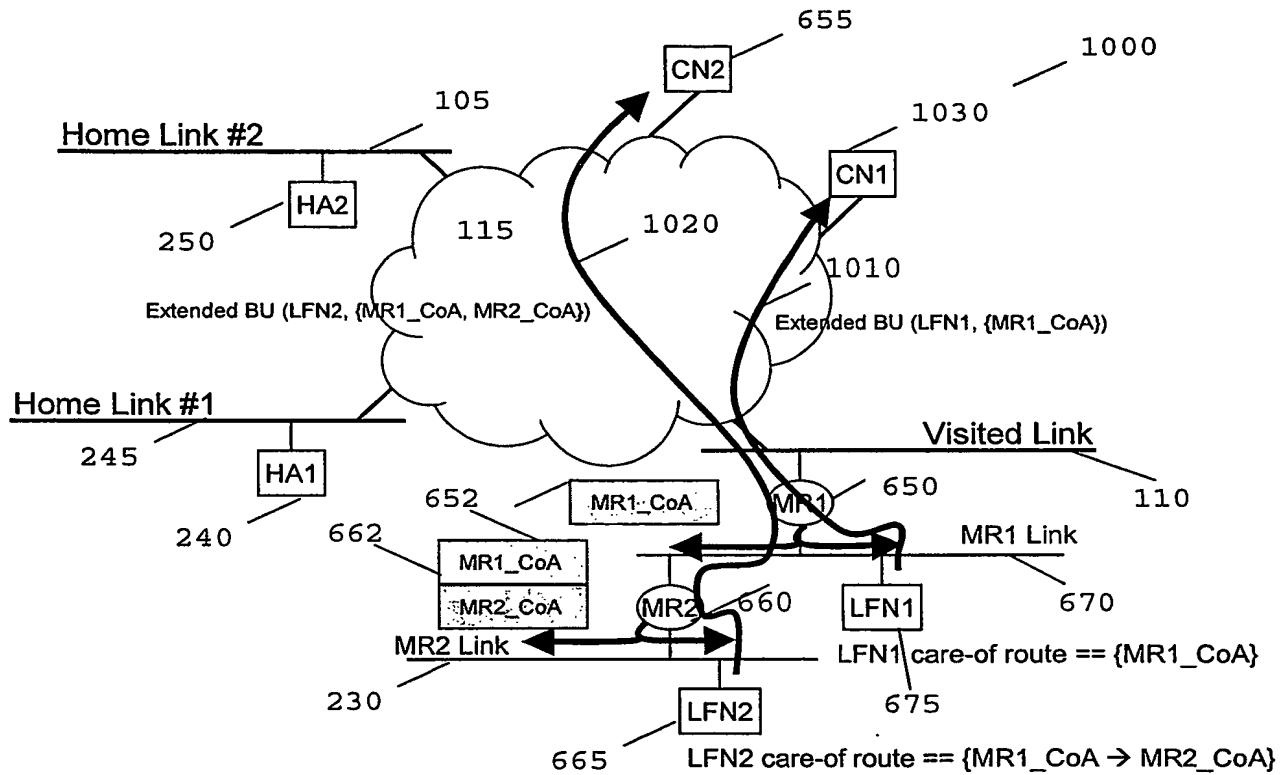 655
1000
CN2
105
1030
Home Link #2
CN1
HA2
115
1020
250
1010
Extended BU (LFN2, {MR1_CoA, MR2_CoA})
Extended BU (LFN1, {MR1_CoA})
Home Link #1
Visited Link
245
HA1
652
MR1_CoA
MR1
650
110
240
662
MR1_CoA
MR1 Link
MR2_CoA
MR2
660
LFN1
670
MR2 Link
LFN1 care-of route == {MR1_CoA}
230
LFN2
675
665
LFN2 care-of route == {MR1_CoA → MR2_CoA}